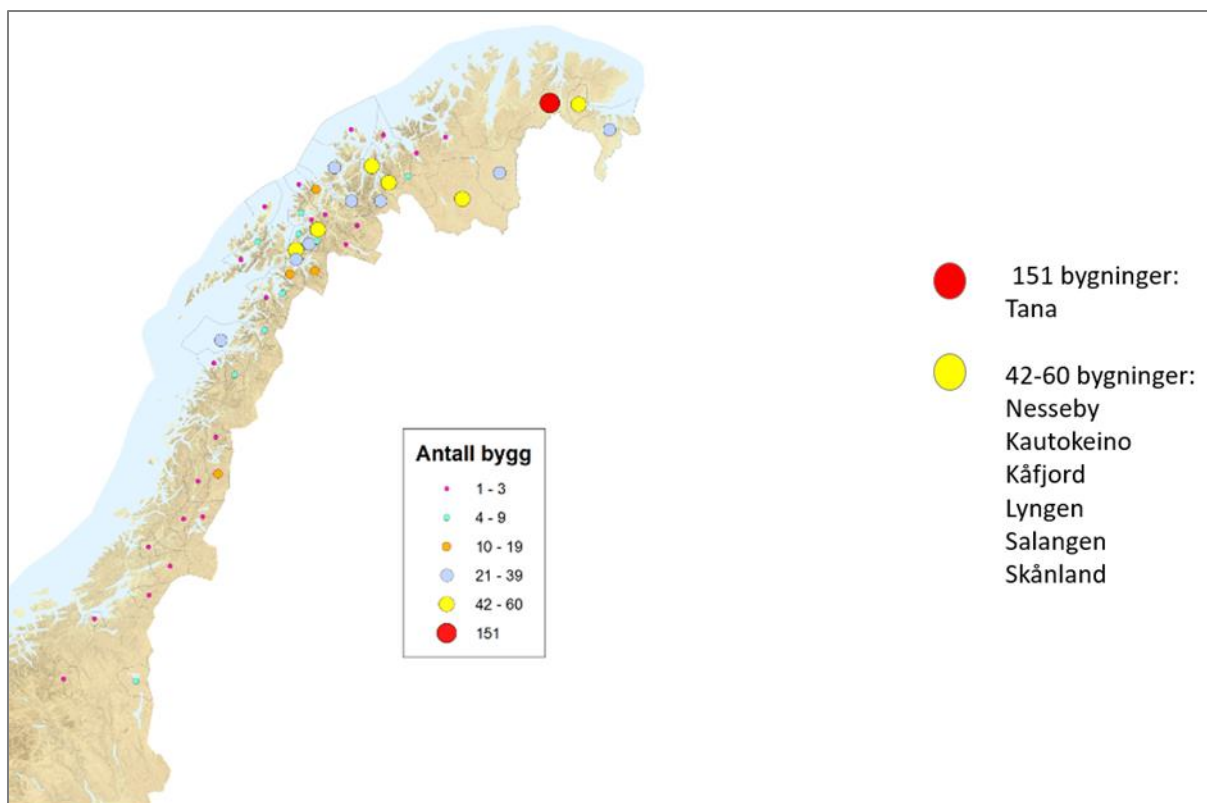 Antall bygg
1 - 3
4 - 9
10 - 19
21 - 39
42 - 60
151
151 bygninger:
Tana
42-60 bygninger:
Nesseby
Kautokeino
Kåfjord
Lyngen
Salangen
Skånland